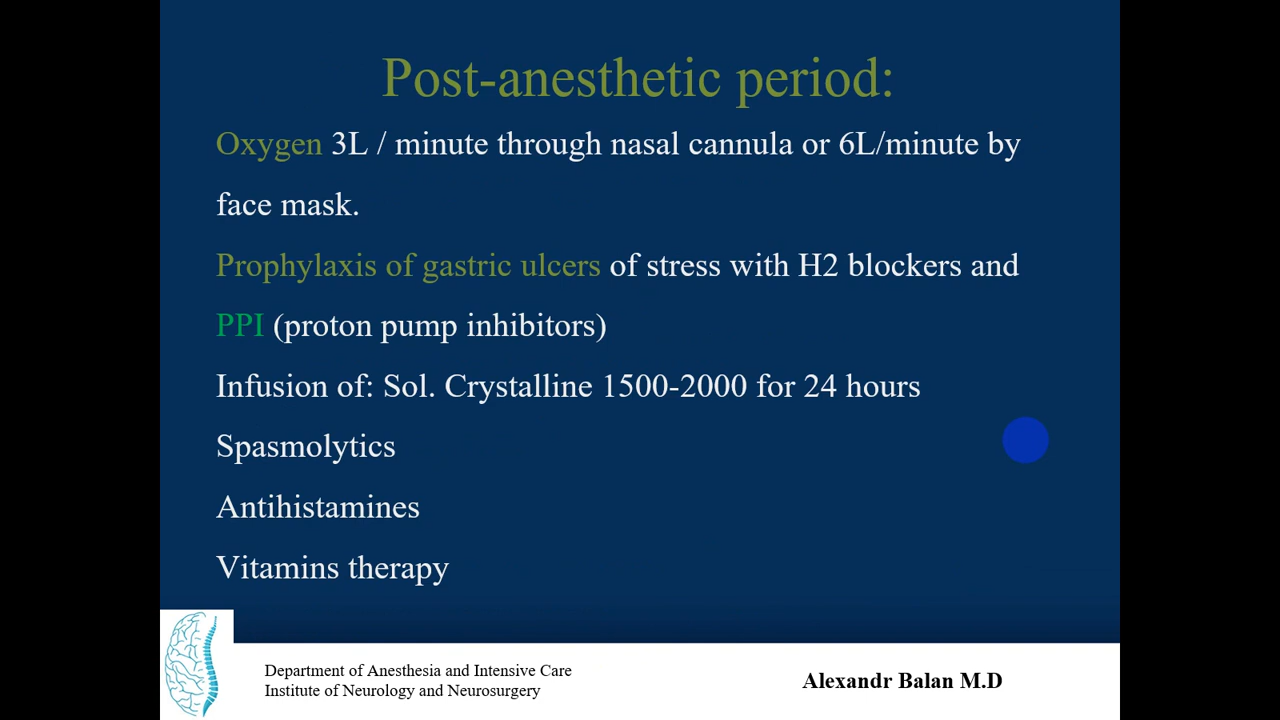 Post-anesthetic period:
Oxygen 3L / minute through nasal cannula or 6L/minute by
face mask.
Prophylaxis of gastric ulcers of stress with H2 blockers and
PPI (proton pump inhibitors)
Infusion of: Sol. Crystalline 1500-2000 for 24 hours
Spasmolytics
Antihistamines
Vitamins therapy
Department of Anesthesia and Intensive Care
Institute of Neurology and Neurosurgery
Alexandr Balan M.D